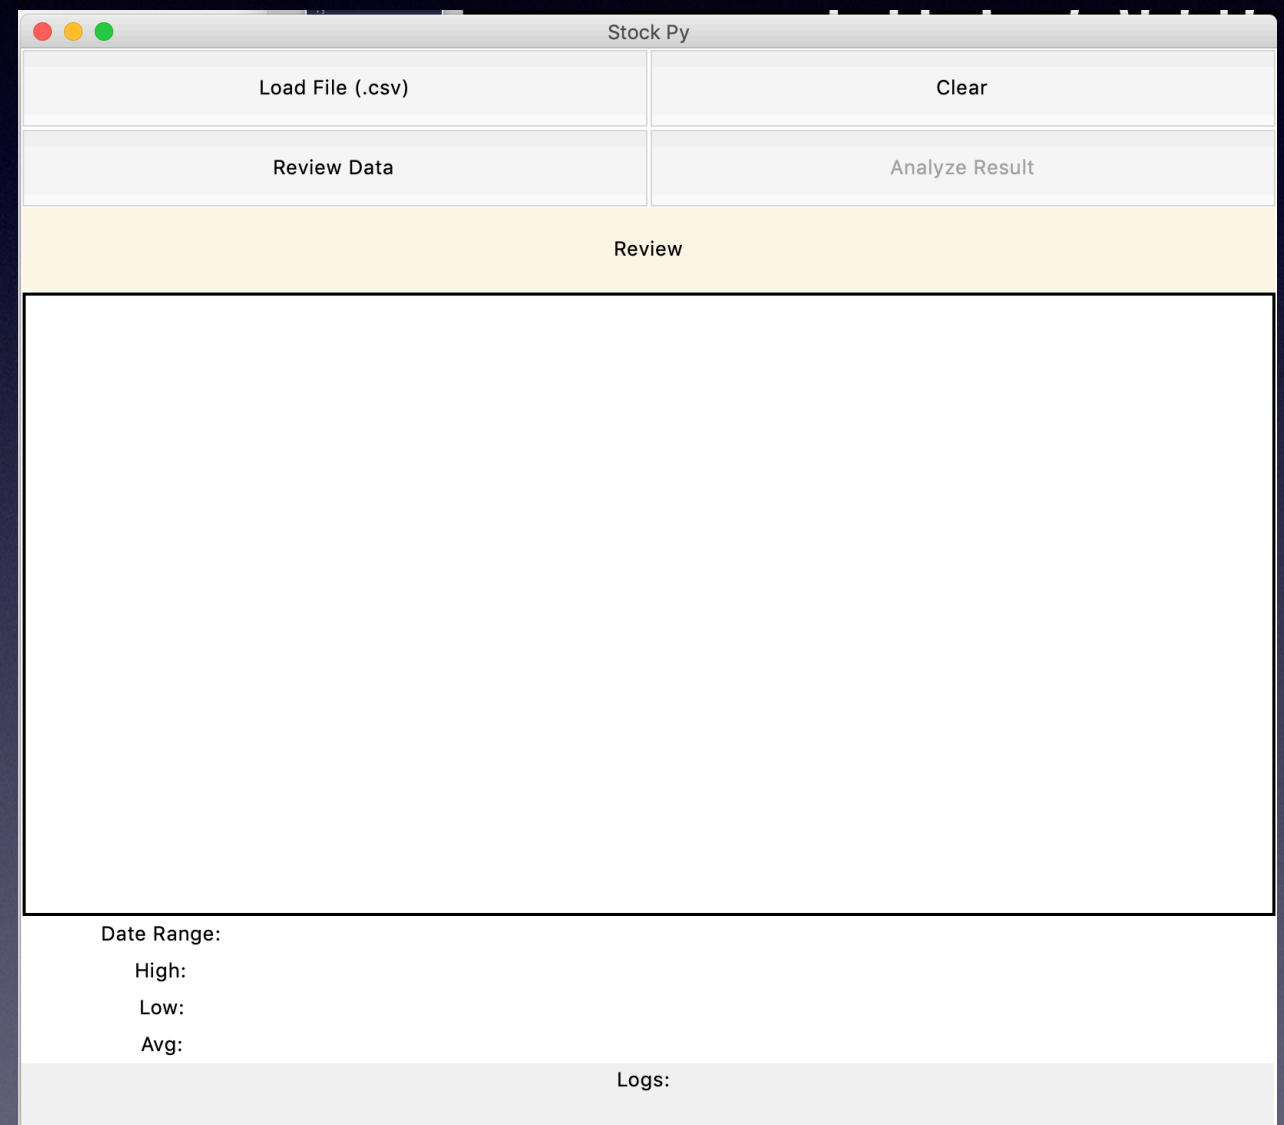 Stock Py
Load File (.csv)
Clear
Review Data
Analyze Result
Review
Date Range:
High:
Low:
Avg:
Logs: